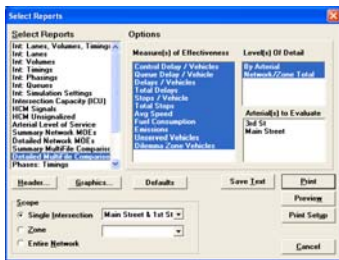 Select Reports
Select Reports
Options
Int: Lanes, Volumes, Timings
Int: Lanes
Int: Volumes
Int: Timings
Int: Phasings
Int: Queues
Int: Simulation Settings
Intersection Capacity (ICU)
HCM Signals
HCM Unsignalized
Arterial Level of Service
Summary Network MOEs
Detailed Network MOEs
Summary MultiFile Comparison
Detailed MultiFile Comparison
Phases: Timings
Measure(s) of Effectiveness
Control Delay / Vehicles
Queue Delay / Vehicle
Delays / Vehicles
Total Delays
Stops / Vehicle
Total Stops
Avg Speed
Fuel Consumption
Emissions
Unserved Vehicles
Dilemma Zone Vehicles
Level(s) Of Detail
By Arterial
Network/Zone Total
Arterial(s) to Evaluate
3rd St
Main Street
Header...
Graphics...
Defaults
Save Text
Print
Preview
Print Setup
Cancel
Scope
Single Intersection
Main Street & 1st St
Zone
Entire Network